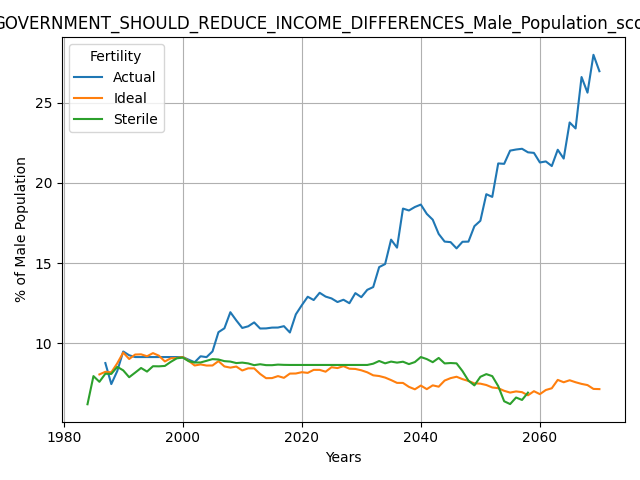 GOVERNMENT_SHOULD_REDUCE_INCOME_DIFFERENCES_Male_Population_sco
Fertility
Actual
Ideal
Sterile
25
20
15
10
% of Male Population
1980
2000
2020
2040
2060
Years